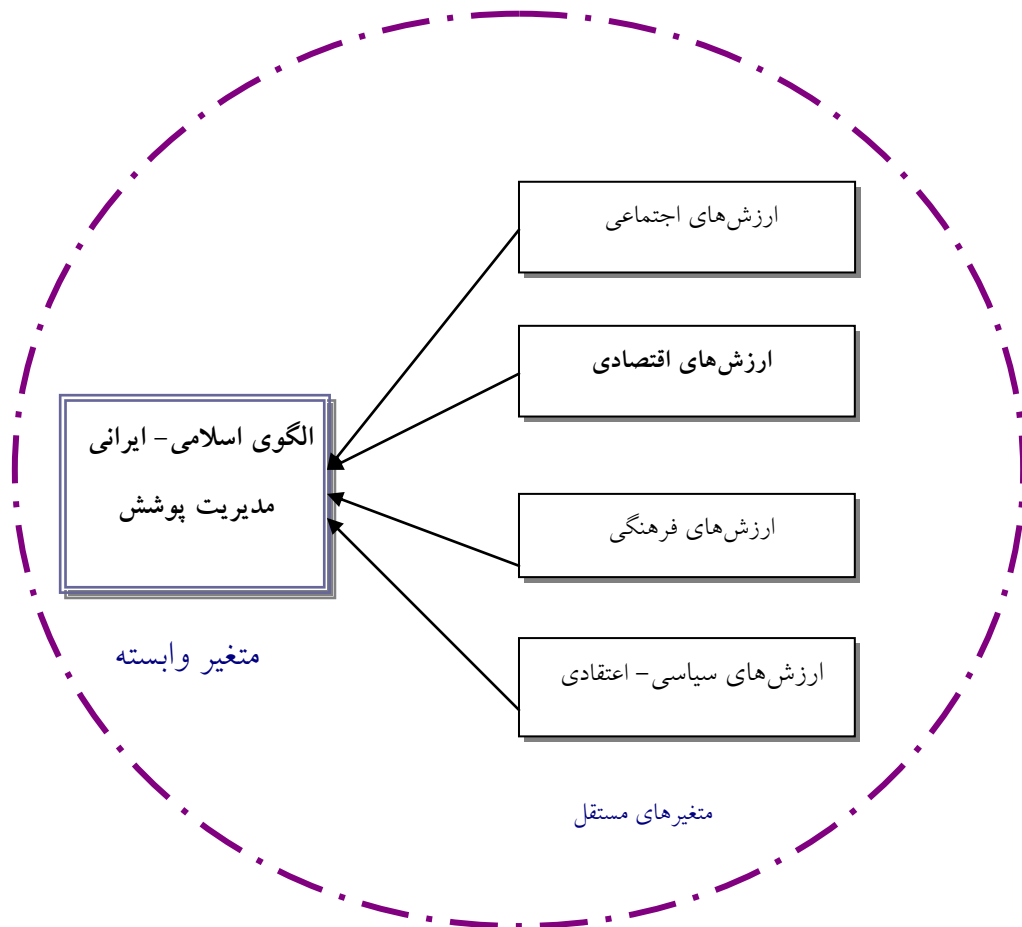 ارزش‌های اجتماعی
ارزش‌های اقتصادی
ارزش‌های فرهنگی
ارزش‌های سیاسی- اعتقادی
متغیرهای مستقل
الگوی اسلامی- ایرانی
مدیریت پوشش
متغیر وابسته